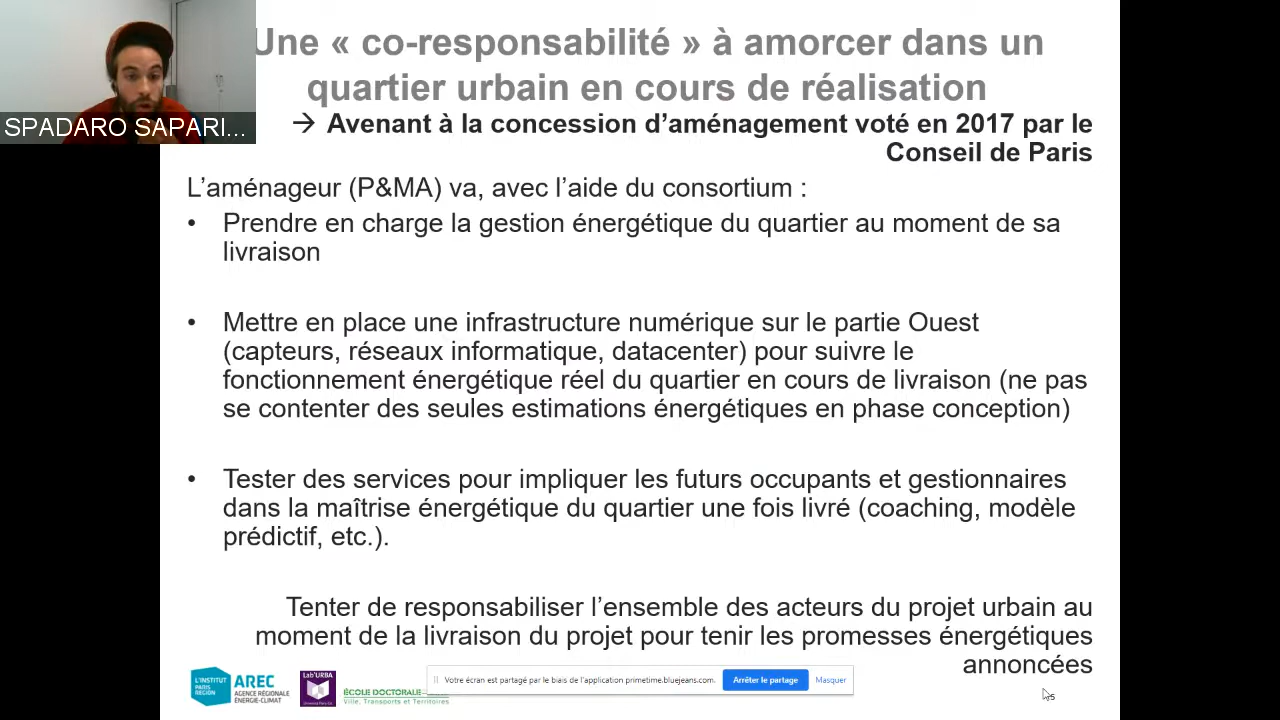 Une « co-responsabilité » à amorcer dans un
quartier urbain en cours de réalisation
SPADARO SAPARI...
→ Avenant à la concession d’aménagement voté en 2017 par le
Conseil de Paris
L’aménageur (P&MA) va, avec l’aide du consortium :
• Prendre en charge la gestion énergétique du quartier au moment de sa
livraison
• Mettre en place une infrastructure numérique sur le partie Ouest
(capteurs, réseaux informatique, datacenter) pour suivre le
fonctionnement énergétique réel du quartier en cours de livraison (ne pas
se contenter des seules estimations énergétiques en phase conception)
• Tester des services pour impliquer les futurs occupants et gestionnaires
dans la maîtrise énergétique du quartier une fois livré (coaching, modèle
prédictif, etc.).
Tenter de responsabiliser l’ensemble des acteurs du projet urbain au
moment de la livraison du projet pour tenir les promesses énergétiques
annoncées
L’INSTITUT
PARIS
REGION
AREC
AGENCE RÉGIONALE
ÉNERGIE-CLIMAT
Lab'URBA
ÉCOLE DOCTORALE
Ville, Transports et Territoires
Votre écran est partagé par le biais de l'application primetime.bluejeans.com.
Arrêter le partage
Masquer